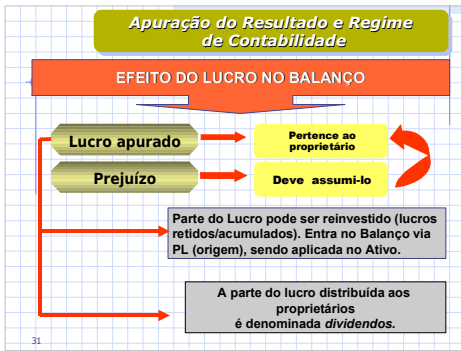 Apuração do Resultado e Regime
de Contabilidade
EFEITO DO LUCRO NO BALANÇO
Lucro apurado
Pertence ao
proprietário
Prejuízo
Deve assumi-lo
Parte do Lucro pode ser reinvestido (lucros
retidos/acumulados). Entra no Balanço via
PL (origem), sendo aplicada no Ativo.
A parte do lucro distribuída aos
proprietários
é denominada dividendos.
31